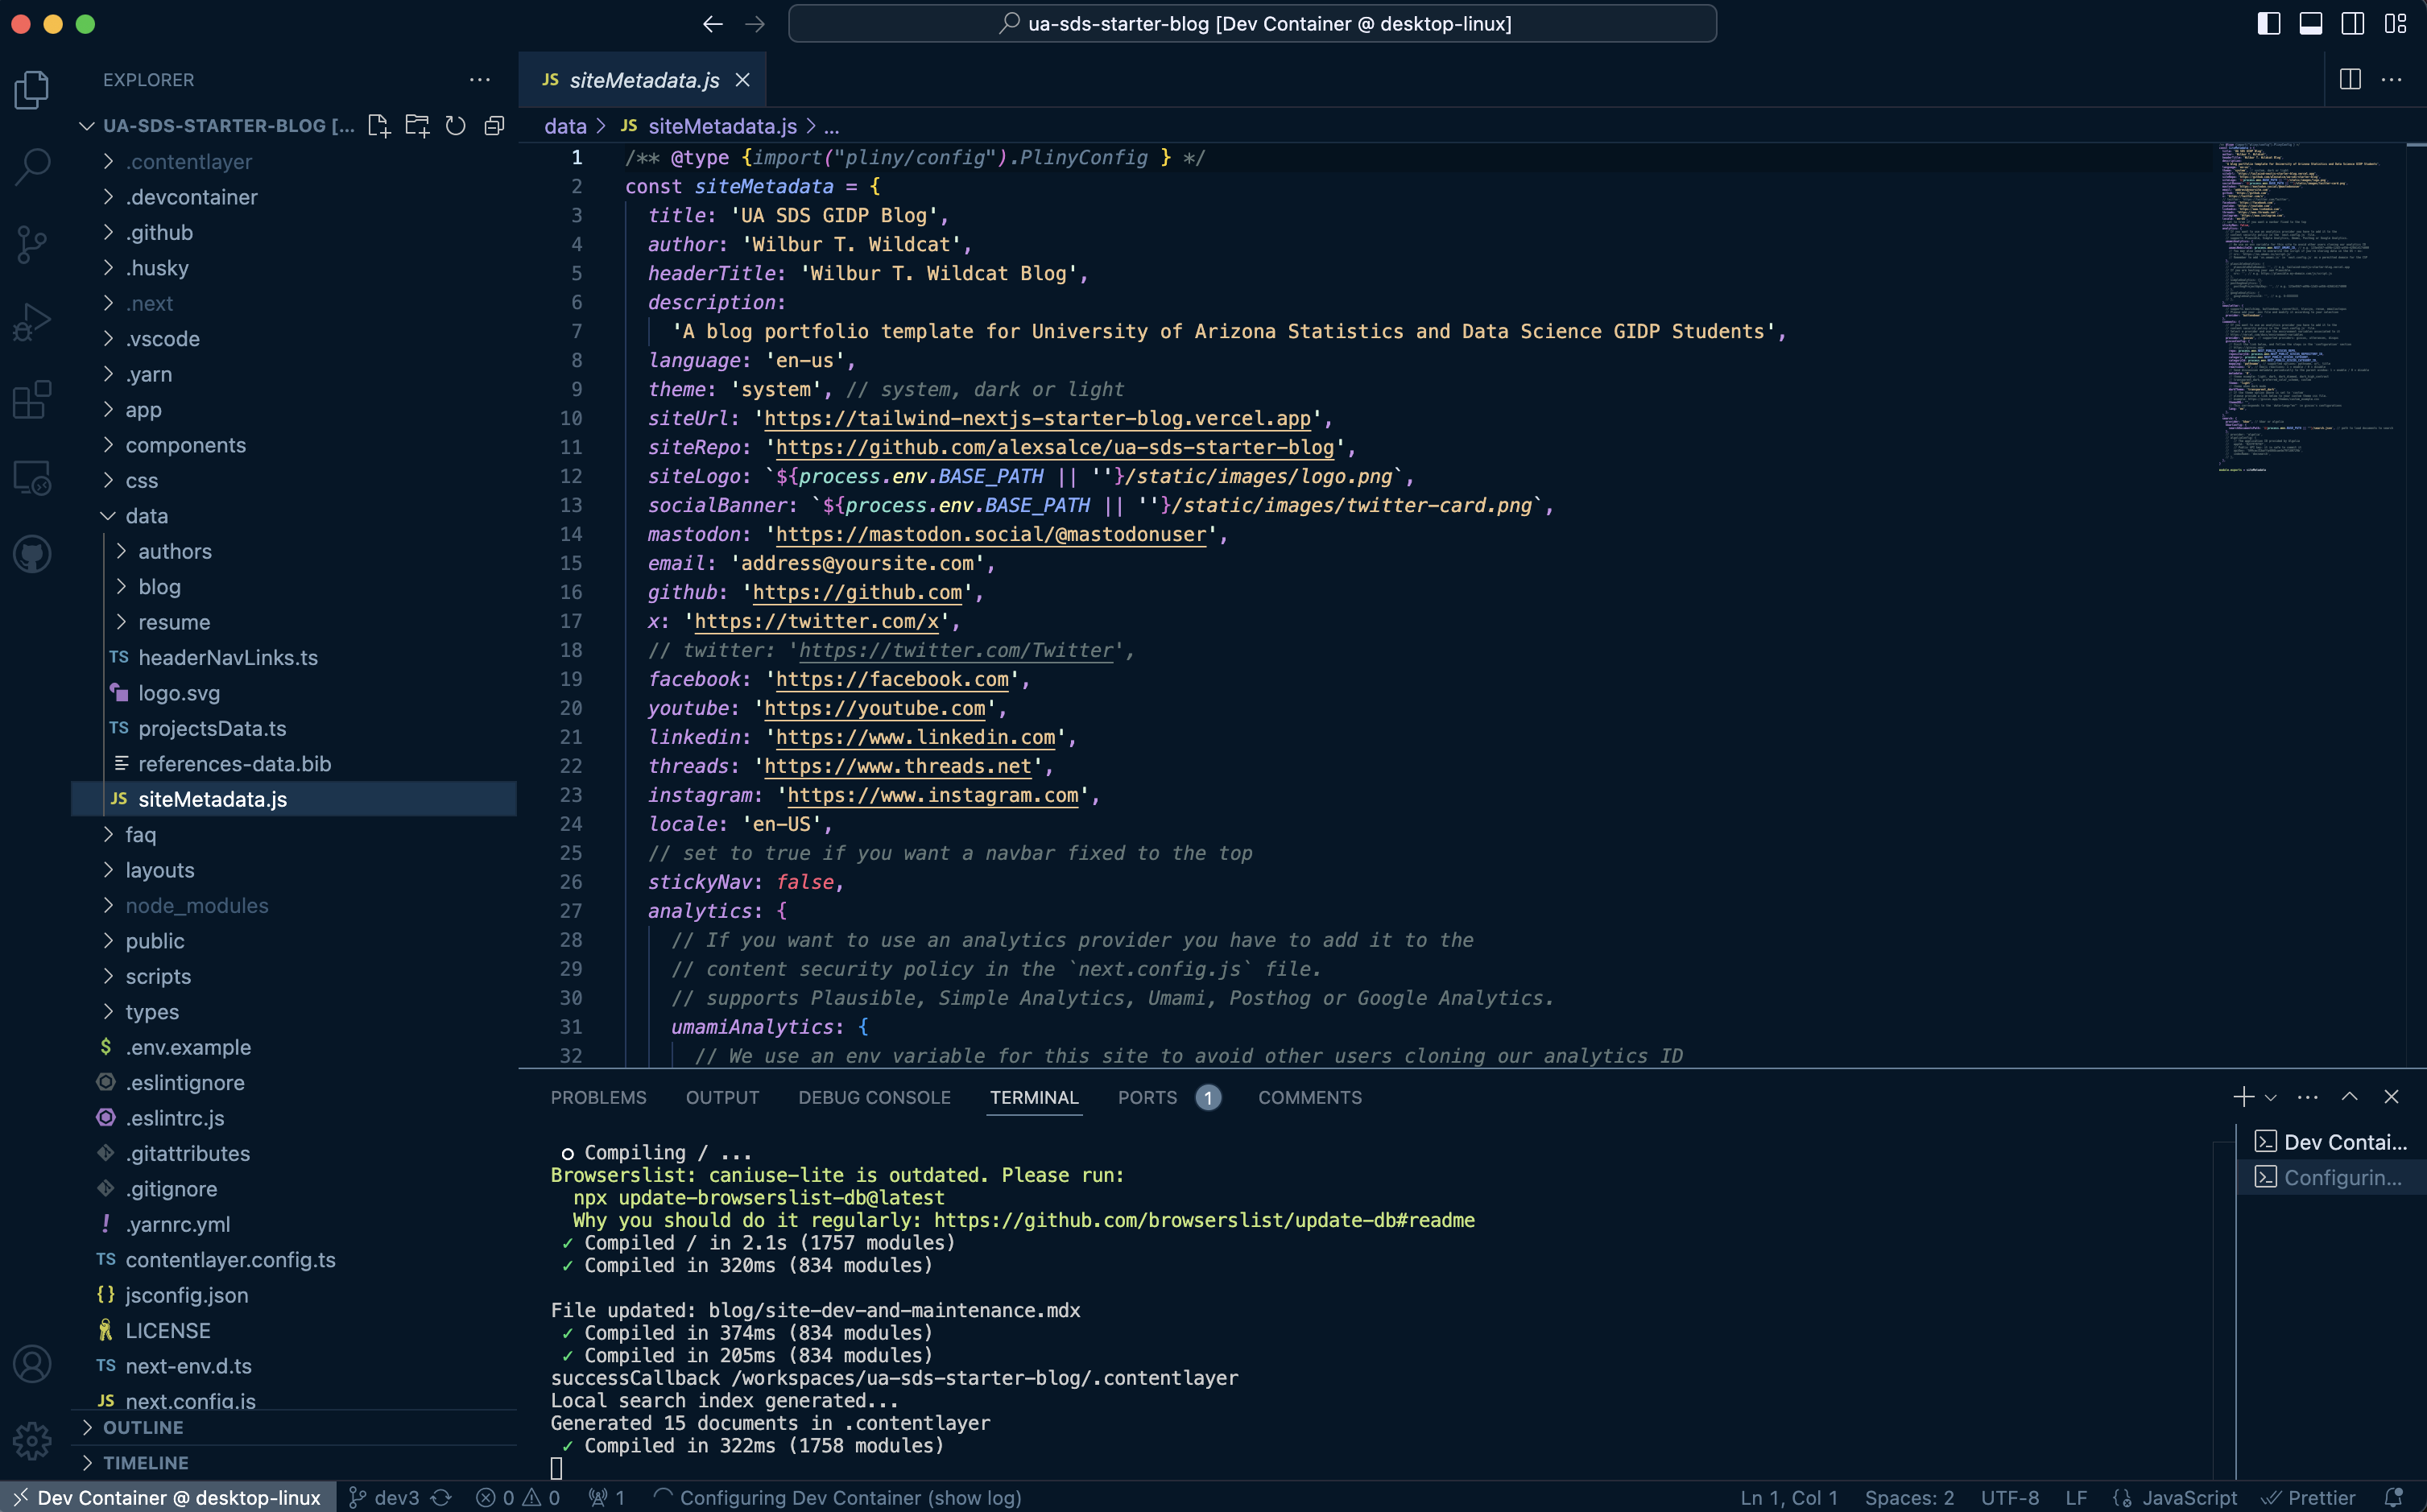 ua-sds-starter-blog [Dev Container @ desktop-linux]
EXPLORER
UA-SDS-STARTER-BLOG [...
.contentlayer
.devcontainer
.github
.husky
.next
.vscode
.yarn
app
components
css
data
authors
blog
resume
TS headerNavLinks.ts
logo.svg
TS projectsData.ts
references-data.bib
JS siteMetadata.js
faq
layouts
node_modules
public
scripts
types
$ .env.example
.eslintignore
.eslintrc.js
.gitattributes
.gitignore
! .yarnrc.yml
TS contentlayer.config.ts
{} jsconfig.json
LICENSE
TS next-env.d.ts
JS next.config.js
OUTLINE
TIMELINE
JS siteMetadata.js
data > JS siteMetadata.js > ...
1 /** @type {import("pliny/config").PlinyConfig } */
2 const siteMetadata = {
3 title: 'UA SDS GIDP Blog',
4 author: 'Wilbur T. Wildcat',
5 headerTitle: 'Wilbur T. Wildcat Blog',
6 description:
7 'A blog portfolio template for University of Arizona Statistics and Data Science GIDP Students',
8 language: 'en-us',
9 theme: 'system', // system, dark or light
10 siteUrl: 'https://tailwind-nextjs-starter-blog.vercel.app',
11 siteRepo: 'https://github.com/alexsalce/ua-sds-starter-blog',
12 siteLogo: `${process.env.BASE_PATH || ''}/static/images/logo.png`,
13 socialBanner: `${process.env.BASE_PATH || ''}/static/images/twitter-card.png`,
14 mastodon: 'https://mastodon.social/@mastodonuser',
15 email: 'address@yoursite.com',
16 github: 'https://github.com',
17 x: 'https://twitter.com/x',
18 // twitter: 'https://twitter.com/Twitter',
19 facebook: 'https://facebook.com',
20 youtube: 'https://youtube.com',
21 linkedin: 'https://www.linkedin.com',
22 threads: 'https://www.threads.net',
23 instagram: 'https://www.instagram.com',
24 locale: 'en-US',
25 // set to true if you want a navbar fixed to the top
26 stickyNav: false,
27 analytics: {
28 // If you want to use an analytics provider you have to add it to the
29 // content security policy in the `next.config.js` file.
30 // supports Plausible, Simple Analytics, Umami, Posthog or Google Analytics.
31 umamiAnalytics: {
32 // We use an env variable for this site to avoid other users cloning our analytics ID
PROBLEMS OUTPUT DEBUG CONSOLE TERMINAL PORTS 1 COMMENTS
○ Compiling / ...
Browserslist: caniuse-lite is outdated. Please run:
npx update-browserslist-db@latest
Why you should do it regularly: https://github.com/browserslist/update-db#readme
✓ Compiled / in 2.1s (1757 modules)
✓ Compiled in 320ms (834 modules)
File updated: blog/site-dev-and-maintenance.mdx
✓ Compiled in 374ms (834 modules)
✓ Compiled in 205ms (834 modules)
successCallback /workspaces/ua-sds-starter-blog/.contentlayer
Local search index generated...
Generated 15 documents in .contentlayer
✓ Compiled in 322ms (1758 modules)
Dev Contai...
Configurin...
Dev Container @ desktop-linux dev3 0 0 1 Configuring Dev Container (show log) Ln 1, Col 1 Spaces: 2 UTF-8 LF JavaScript Prettier